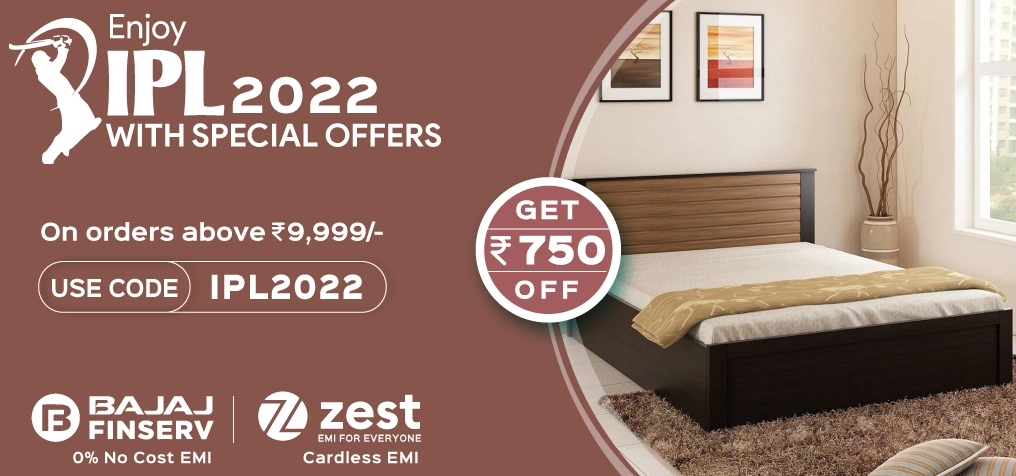 Enjoy
IPL 2022
WITH SPECIAL OFFERS
On orders above ₹9,999/-
USE CODE IPL2022
GET
₹750
OFF
B BAJAJ
FINSERV
0% No Cost EMI
zest
EMI FOR EVERYONE
Cardless EMI